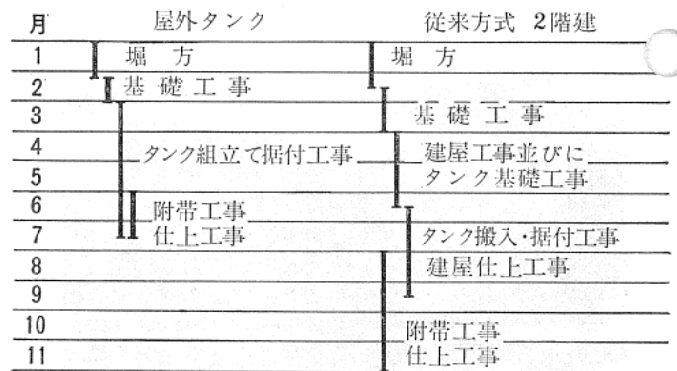 月 屋外タンク 従来方式 2階建
1 堀方 堀方
2 基礎工事
3 基礎工事
4 タンク組立て据付工事 建屋工事並びに
5 タンク基礎工事
6 附帯工事
7 仕上工事 タンク搬入・据付工事
8 建屋仕上工事
9
10 附帯工事
11 仕上工事